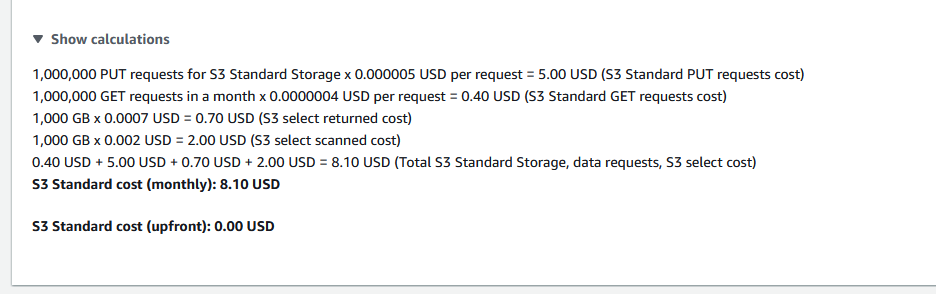 Show calculations
1,000,000 PUT requests for S3 Standard Storage x 0.000005 USD per request = 5.00 USD (S3 Standard PUT requests cost)
1,000,000 GET requests in a month x 0.0000004 USD per request = 0.40 USD (S3 Standard GET requests cost)
1,000 GB x 0.0007 USD = 0.70 USD (S3 select returned cost)
1,000 GB x 0.002 USD = 2.00 USD (S3 select scanned cost)
0.40 USD + 5.00 USD + 0.70 USD + 2.00 USD = 8.10 USD (Total S3 Standard Storage, data requests, S3 select cost)
S3 Standard cost (monthly): 8.10 USD
S3 Standard cost (upfront): 0.00 USD